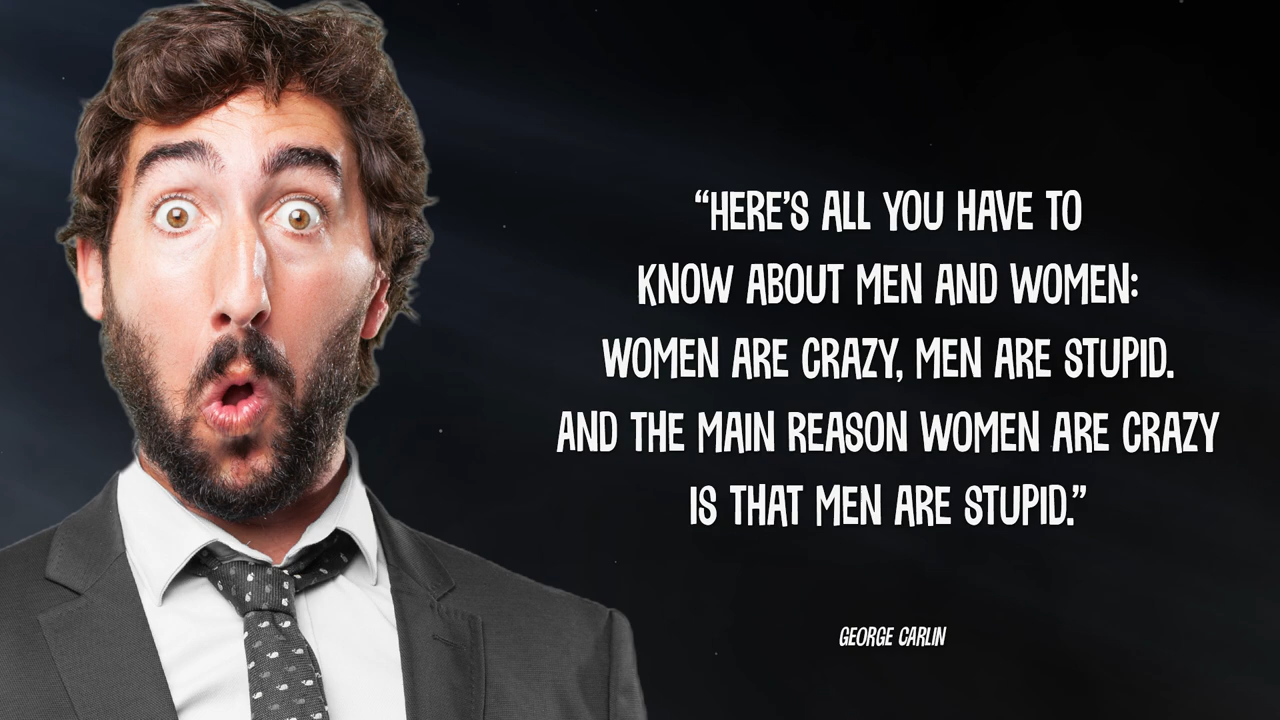 “HERE’S ALL YOU HAVE TO
KNOW ABOUT MEN AND WOMEN:
WOMEN ARE CRAZY, MEN ARE STUPID.
AND THE MAIN REASON WOMEN ARE CRAZY
IS THAT MEN ARE STUPID.”
GEORGE CARLIN